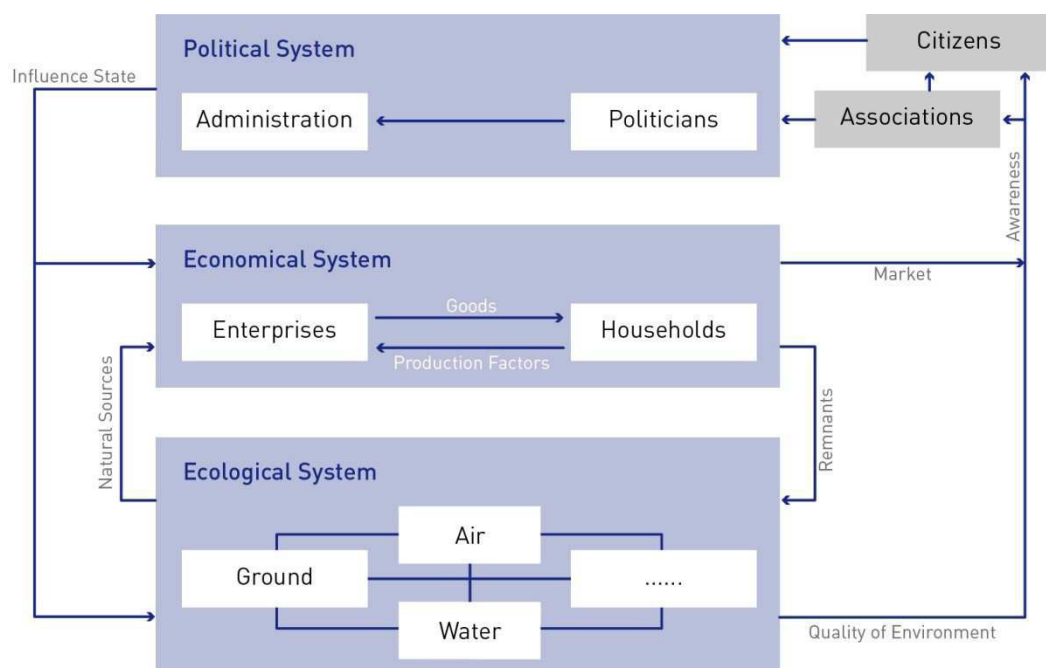 Political System
Citizens
Influence State
Administration
Politicians
Associations
Awareness
Economical System
Market
Goods
Enterprises
Households
Production Factors
Natural Sources
Remnants
Ecological System
Air
Ground
......
Water
Quality of Environment